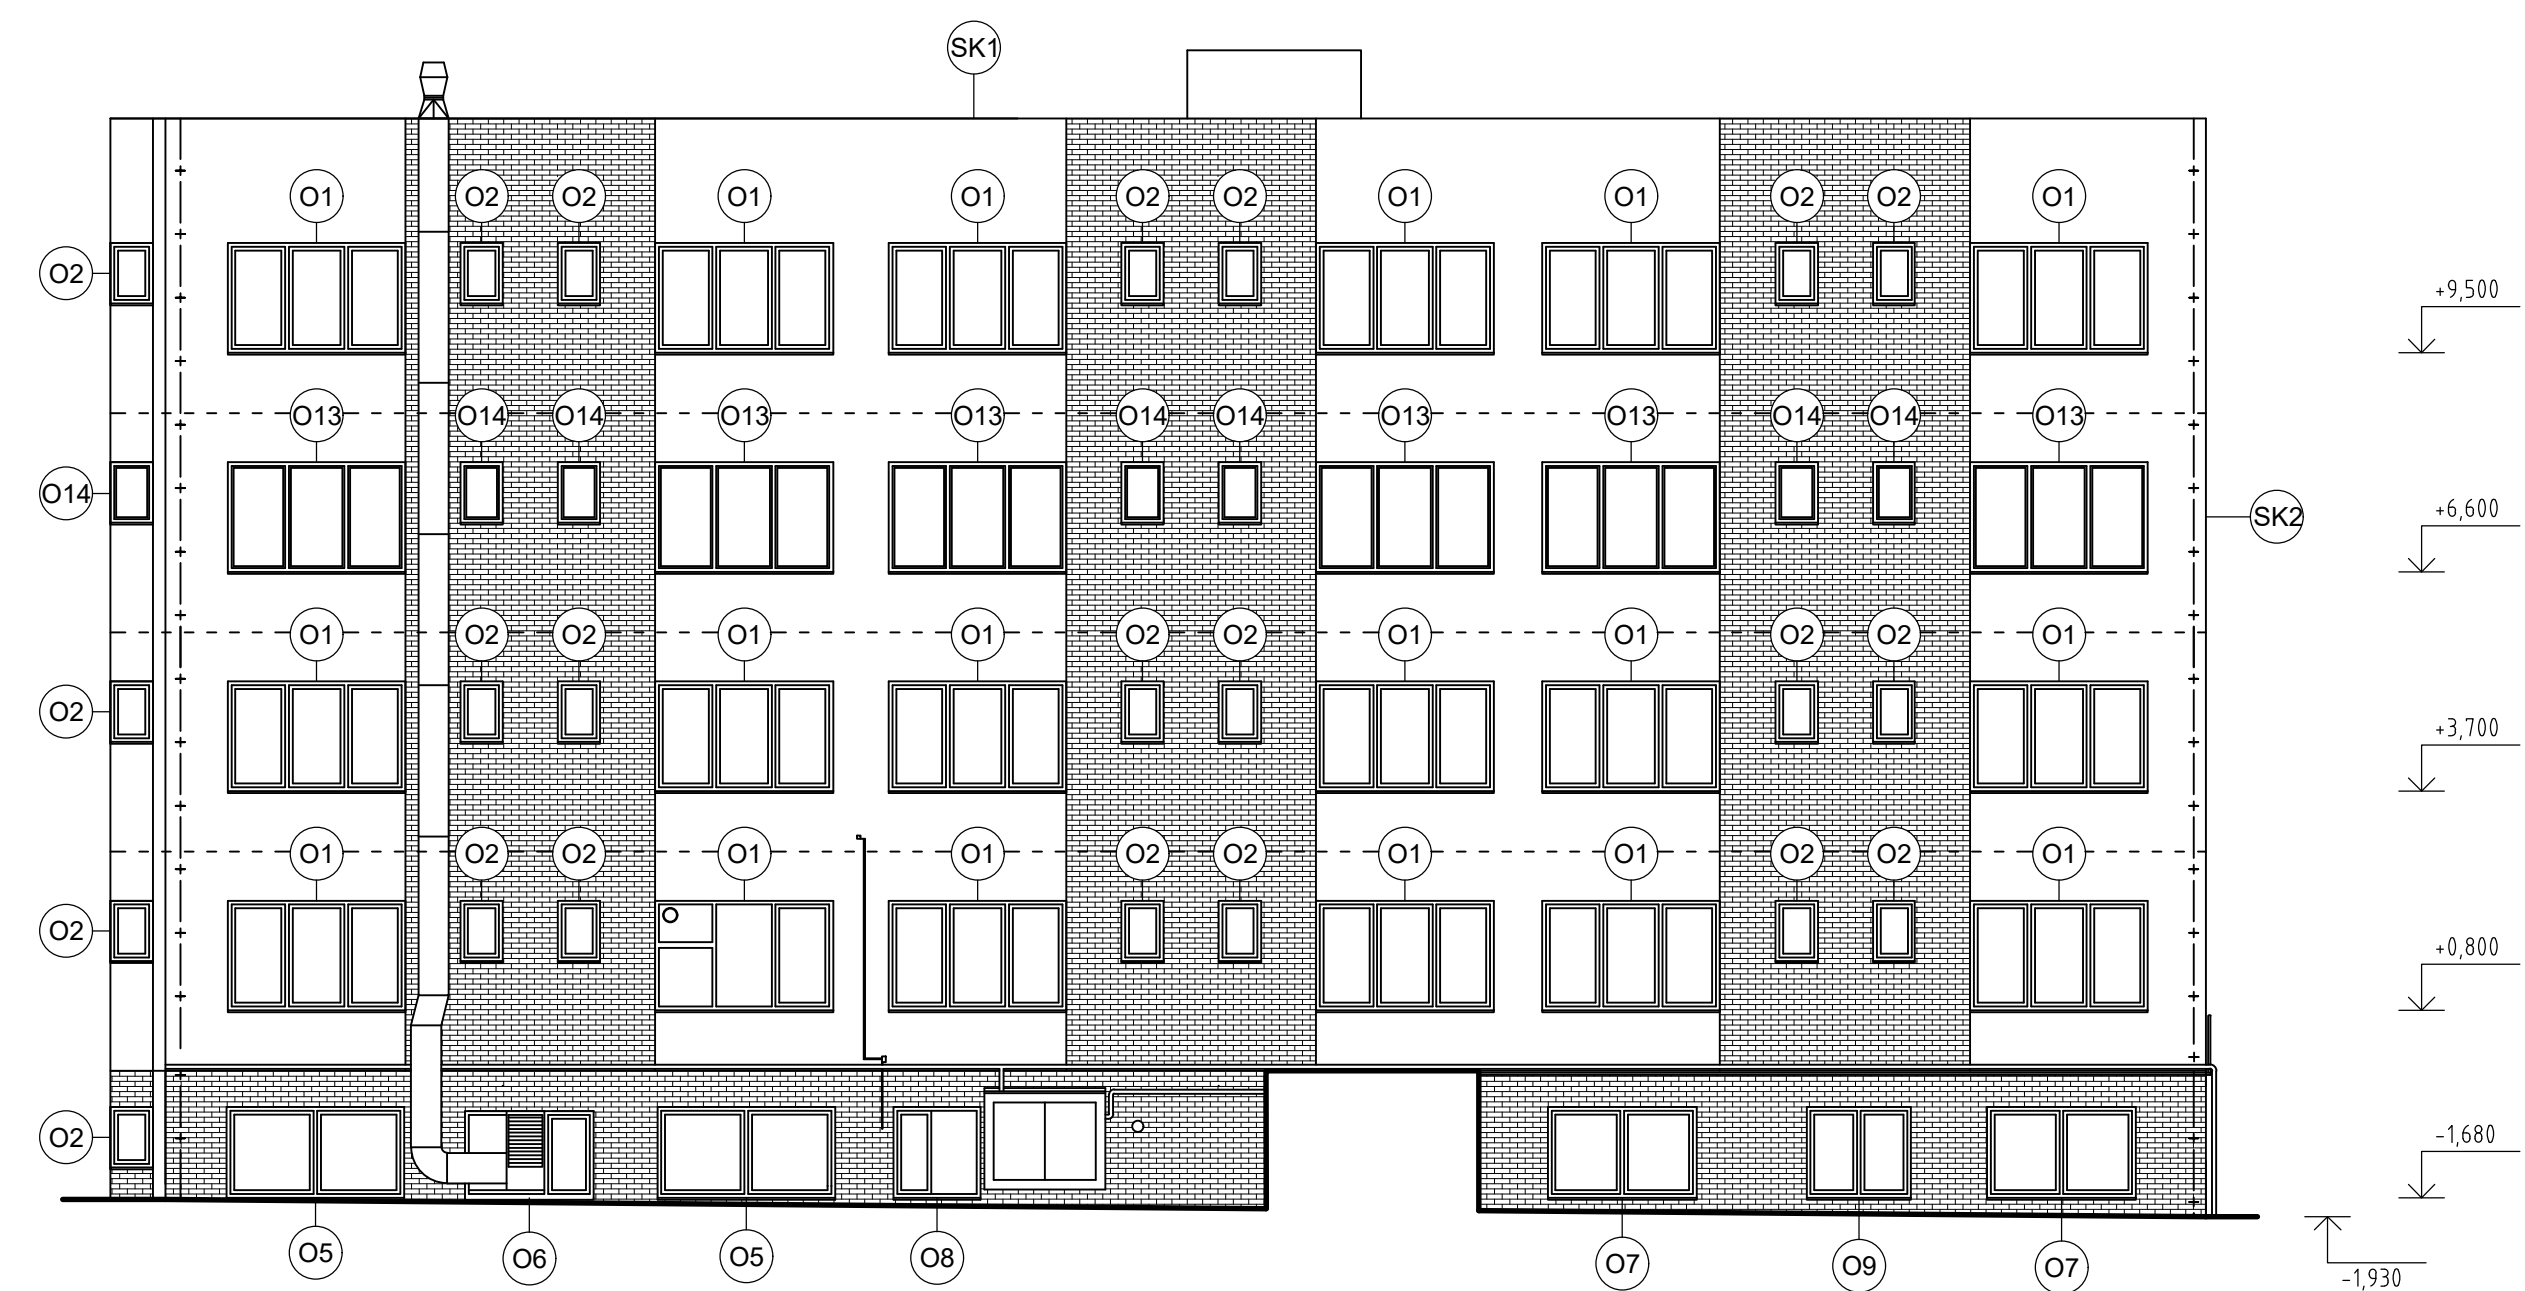 SK1
O1 O2 O2 O1 O1 O2 O2 O1 O1 O2 O2 O1
O2
+9,500
O13 O14 O14 O13 O13 O14 O14 O13 O13 O14 O14 O13
O14
+6,600
SK2
O1 O2 O2 O1 O1 O2 O2 O1 O1 O2 O2 O1
O2
+3,700
O1 O2 O2 O1 O1 O2 O2 O1 O1 O2 O2 O1
O2
+0,800
O2
-1,680
O5 O6 O5 O8 O7 O9 O7
-1,930